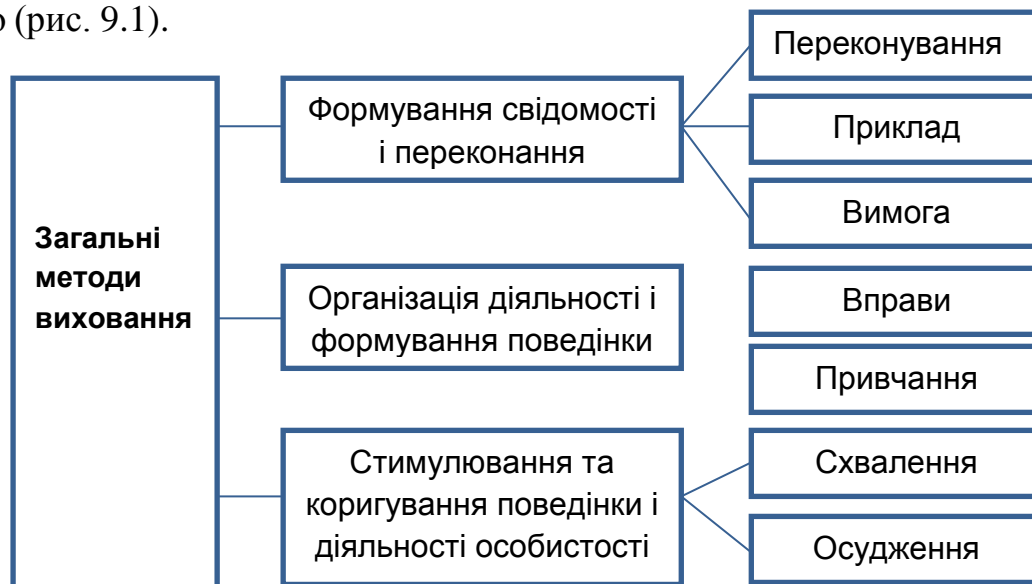 о (рис. 9.1).
Загальні
методи
виховання
Формування свідомості
і переконання
Переконування
Приклад
Вимога
Організація діяльності і
формування поведінки
Вправи
Привчання
Стимулювання та
коригування поведінки і
діяльності особистості
Схвалення
Осудження